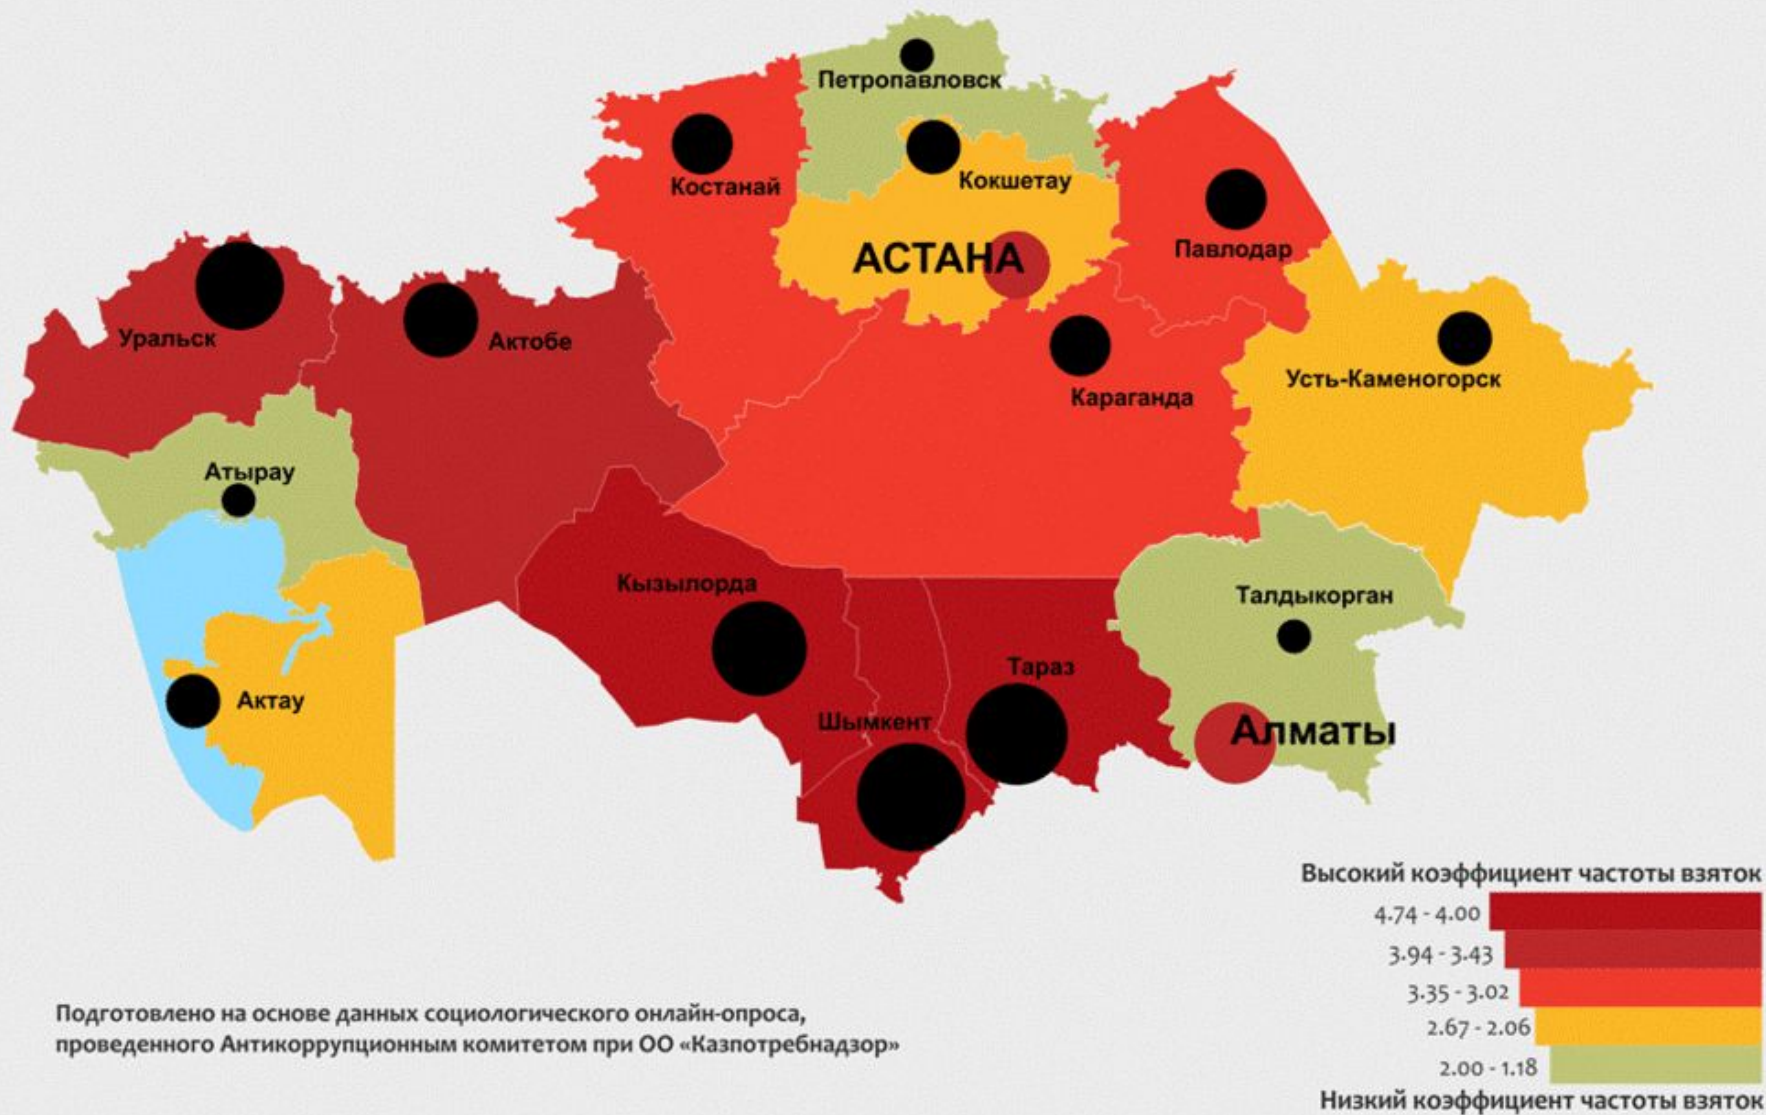 Петропавловск
Костанай
Кокшетау
Павлодар
АСТАНА
Уральск
Актобе
Караганда
Усть-Каменогорск
Атырау
Кызылорда
Талдыкорган
Тараз
Актау
Шымкент
Алматы
Высокий коэффициент частоты взяток
4.74 - 4.00
3.94 - 3.43
3.35 - 3.02
2.67 - 2.06
2.00 - 1.18
Низкий коэффициент частоты взяток
Подготовлено на основе данных социологического онлайн-опроса,
проведенного Антикоррупционным комитетом при ОО «Казпотребнадзор»